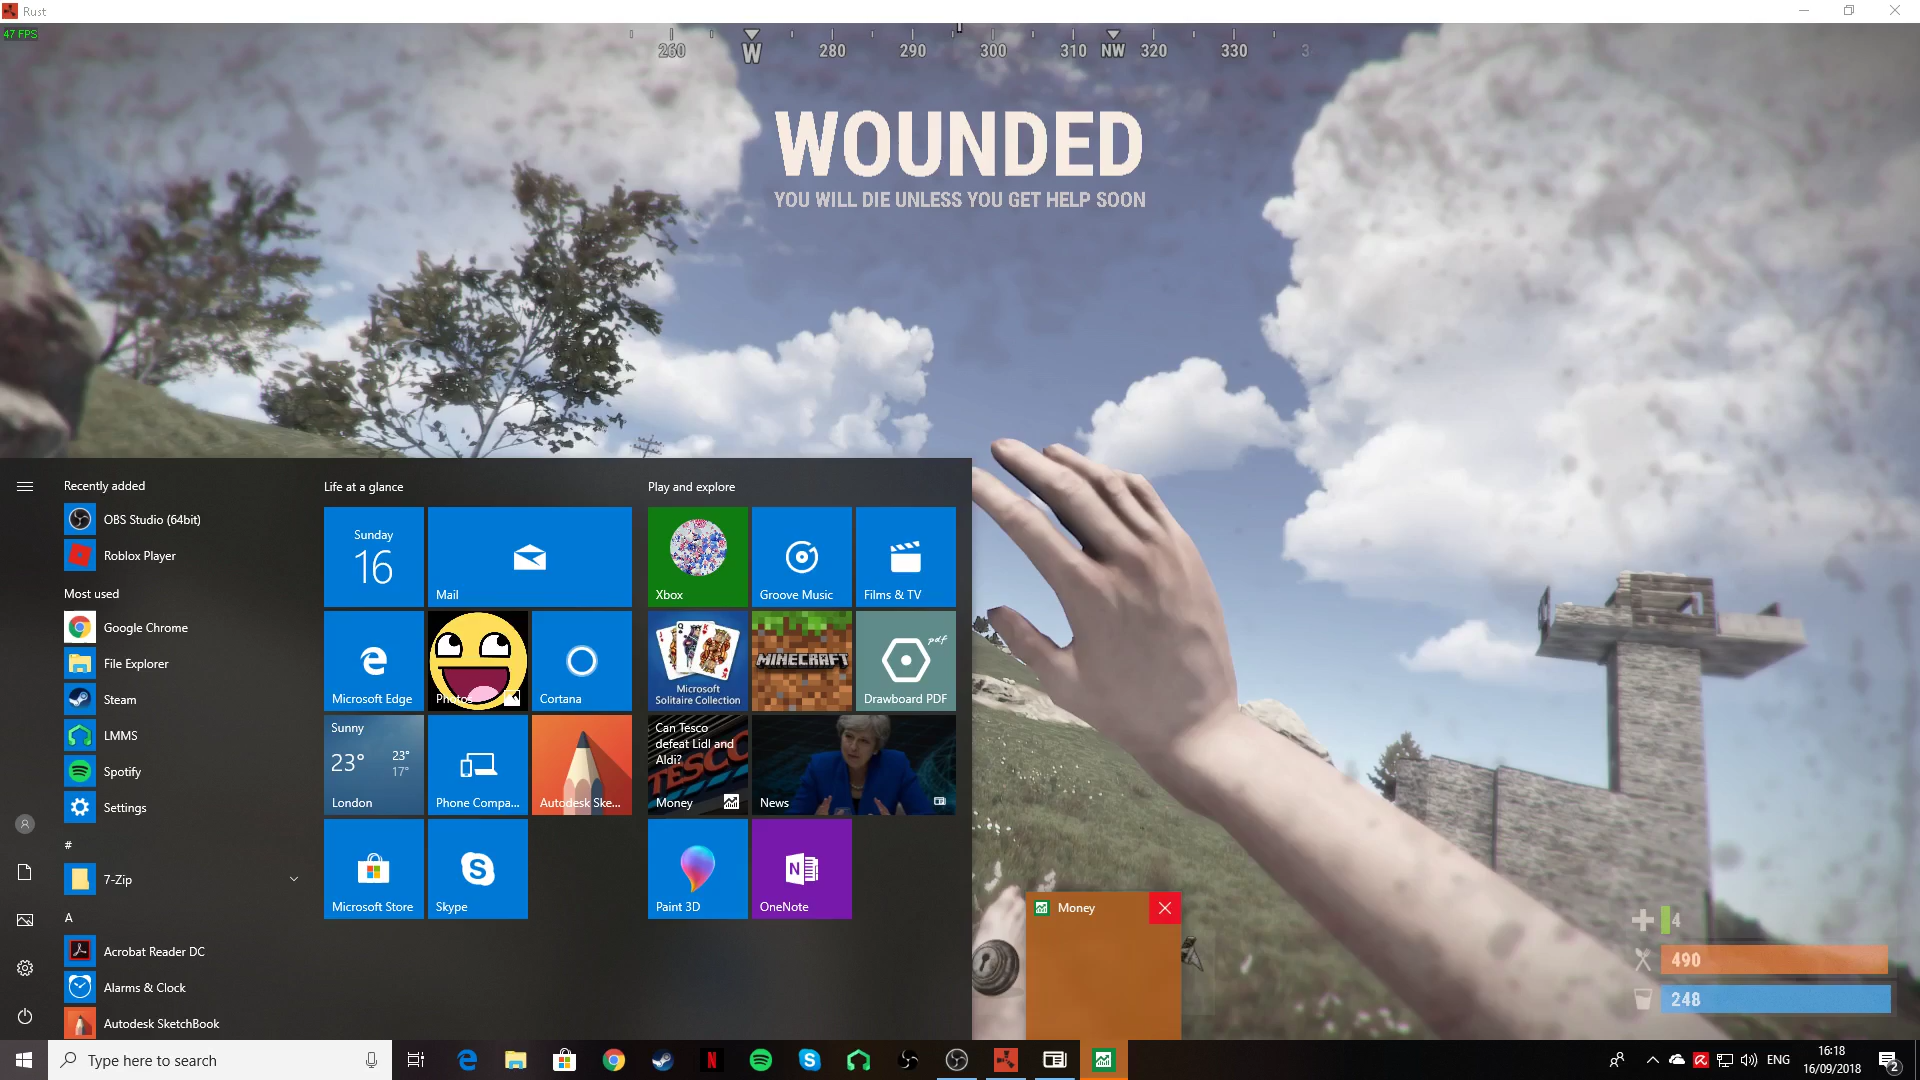 Rust
47 FPS
260 W 280 290 300 310 NW 320 330 3
WOUNDED
YOU WILL DIE UNLESS YOU GET HELP SOON
Recently added
OBS Studio (64bit)
Roblox Player
Most used
Google Chrome
File Explorer
Steam
LMMS
Spotify
Settings
#
7-Zip
A
Acrobat Reader DC
Alarms & Clock
Autodesk SketchBook
Life at a glance
Sunday
16
Mail
Microsoft Edge
Photos
Cortana
Sunny
23° 23°
17°
London
Phone Compa...
Autodesk Ske...
Microsoft Store
Skype
Play and explore
Xbox
Groove Music
Films & TV
Microsoft
Solitaire Collection
MINECRAFT
pdf
Drawboard PDF
Can Tesco
defeat Lidl and
Aldi?
TESCO
Money
News
Paint 3D
OneNote
Money
4
490
248
Type here to search
ENG
16:18
16/09/2018
2